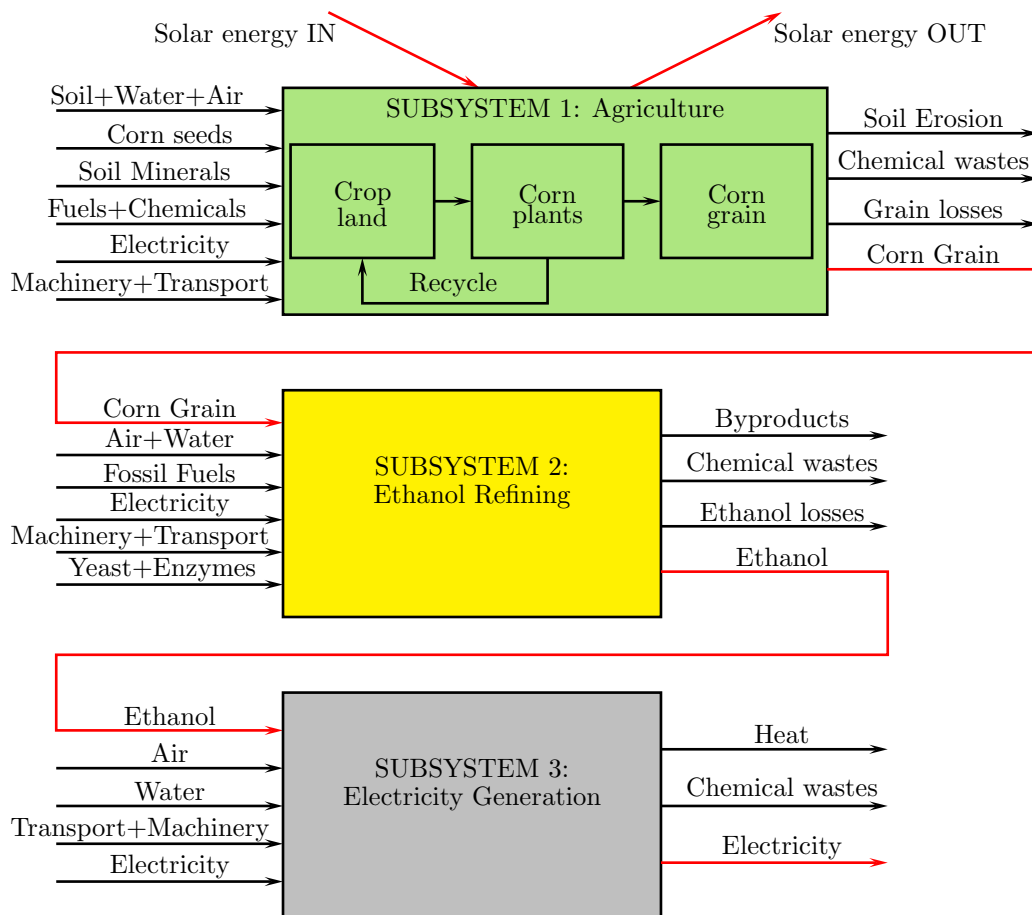 Solar energy IN
Solar energy OUT
Soil+Water+Air
Corn seeds
Soil Minerals
Fuels+Chemicals
Electricity
Machinery+Transport
SUBSYSTEM 1: Agriculture
Crop
land
Corn
plants
Corn
grain
Recycle
Soil Erosion
Chemical wastes
Grain losses
Corn Grain
Corn Grain
Air+Water
Fossil Fuels
Electricity
Machinery+Transport
Yeast+Enzymes
SUBSYSTEM 2:
Ethanol Refining
Byproducts
Chemical wastes
Ethanol losses
Ethanol
Ethanol
Air
Water
Transport+Machinery
Electricity
SUBSYSTEM 3:
Electricity Generation
Heat
Chemical wastes
Electricity